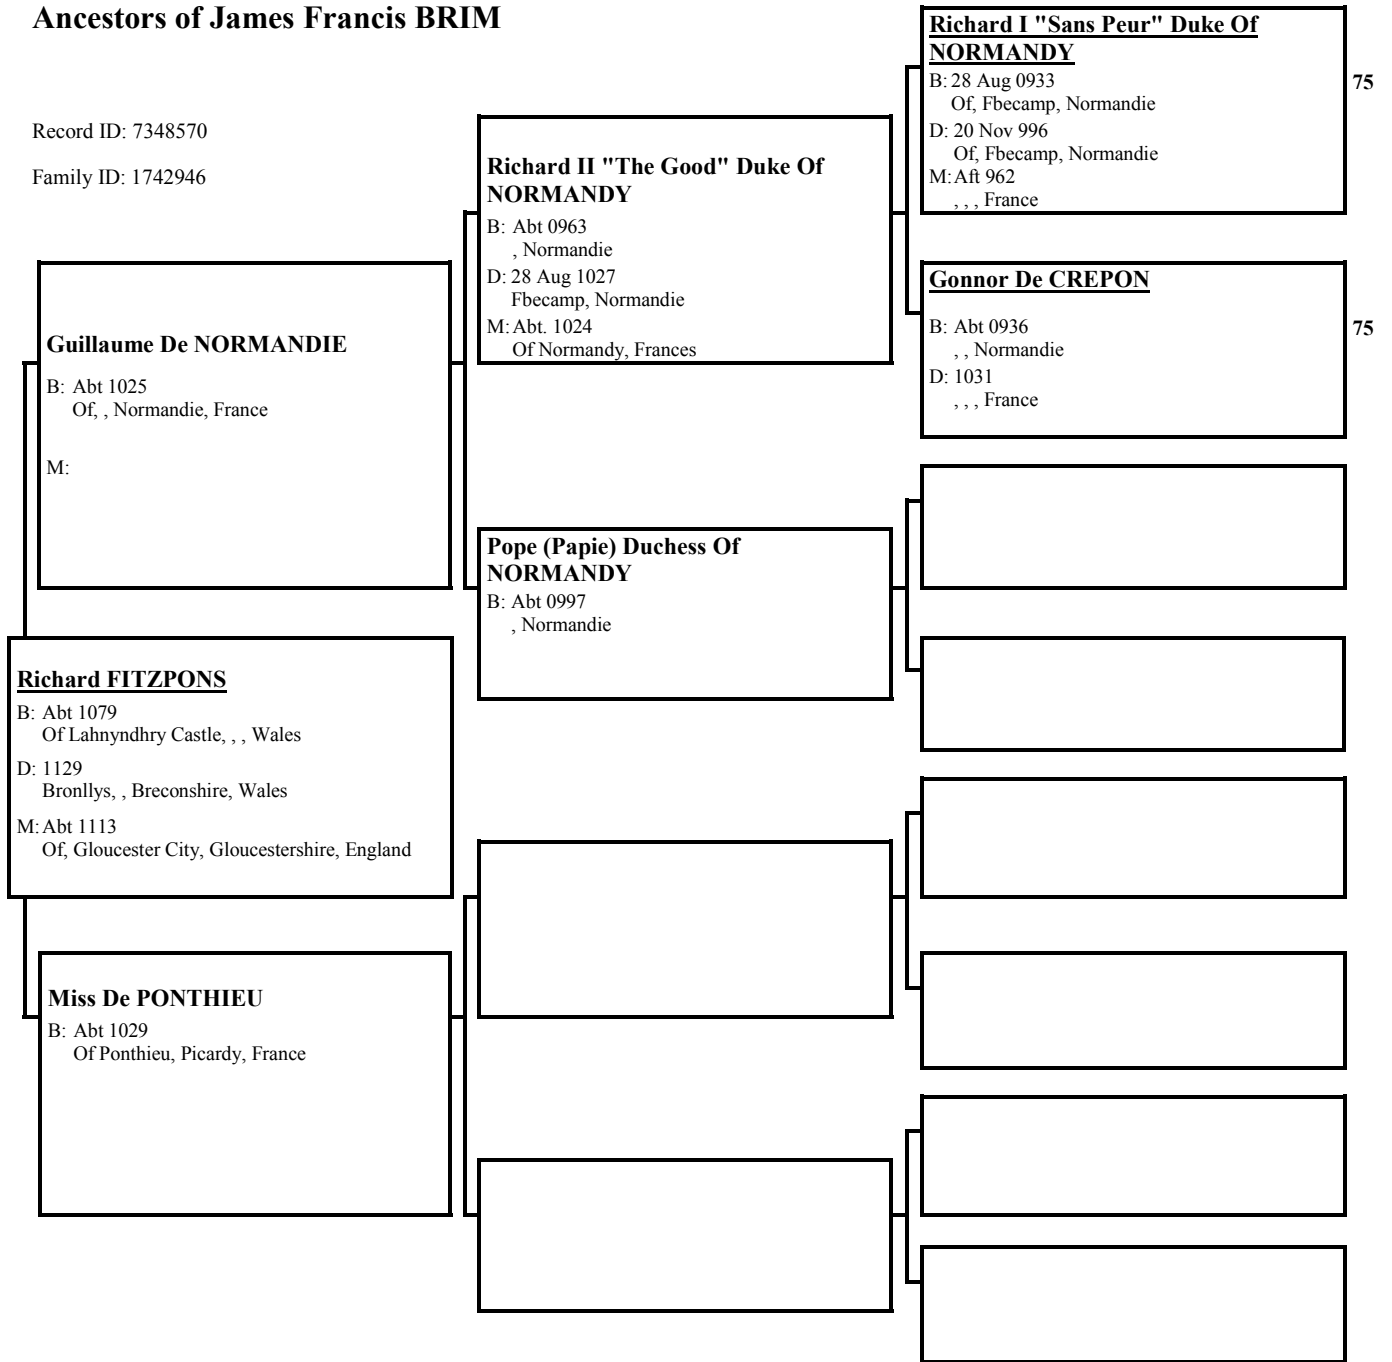 Ancestors of James Francis BRIM
Record ID: 7348570
Family ID: 1742946
Guillaume De NORMANDIE
B: Abt 1025
Of, , Normandie, France
M:
Richard FITZPONS
B: Abt 1079
Of Lahnyndhry Castle, , , Wales
D: 1129
Bronllys, , Breconshire, Wales
M: Abt 1113
Of, Gloucester City, Gloucestershire, England
Miss De PONTHIEU
B: Abt 1029
Of Ponthieu, Picardy, France
Richard II "The Good" Duke Of
NORMANDY
B: Abt 0963
, Normandie
D: 28 Aug 1027
Fbecamp, Normandie
M: Abt. 1024
Of Normandy, Frances
Pope (Papie) Duchess Of
NORMANDY
B: Abt 0997
, Normandie
Richard I "Sans Peur" Duke Of
NORMANDY
B: 28 Aug 0933
Of, Fbecamp, Normandie
D: 20 Nov 996
Of, Fbecamp, Normandie
M: Aft 962
, , , France
75
Gonnor De CREPON
B: Abt 0936
, , Normandie
D: 1031
, , , France
75